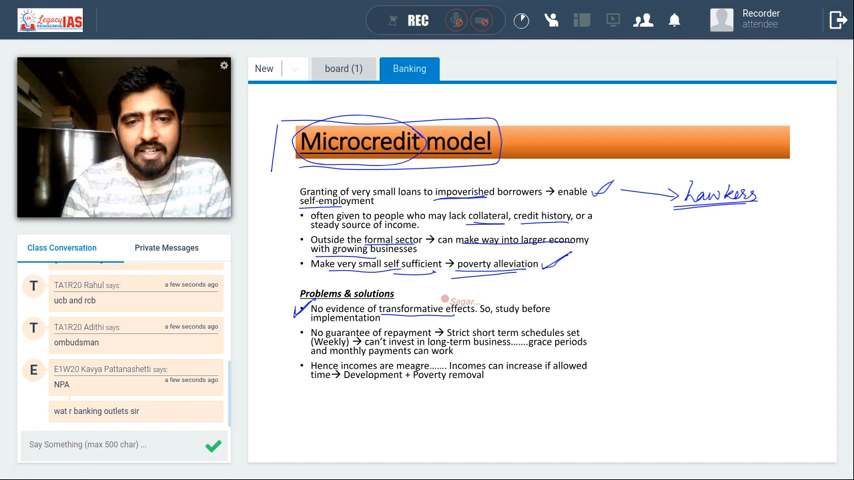 Legacy IAS
REC
Recorder
attendee
New
board (1)
Banking
Microcredit model
Granting of very small loans to impoverished borrowers → enable
self-employment
hawkers
• often given to people who may lack collateral, credit history, or a
steady source of income.
• Outside the formal sector → can make way into larger economy
with growing businesses
• Make very small self sufficient → poverty alleviation
Problems & solutions
Sagar...
• No evidence of transformative effects. So, study before
implementation
• No guarantee of repayment → Strict short term schedules set
(Weekly) → can't invest in long-term business.......grace periods
and monthly payments can work
• Hence incomes are meagre....... Incomes can increase if allowed
time→ Development + Poverty removal
Class Conversation
Private Messages
T
TA1R20 Rahul says:
a few seconds ago
ucb and rcb
T
TA1R20 Adithi says:
a few seconds ago
ombudsman
E
E1W20 Kavya Pattanashetti says:
a few seconds ago
NPA
wat r banking outlets sir
Say Something (max 500 char) ...